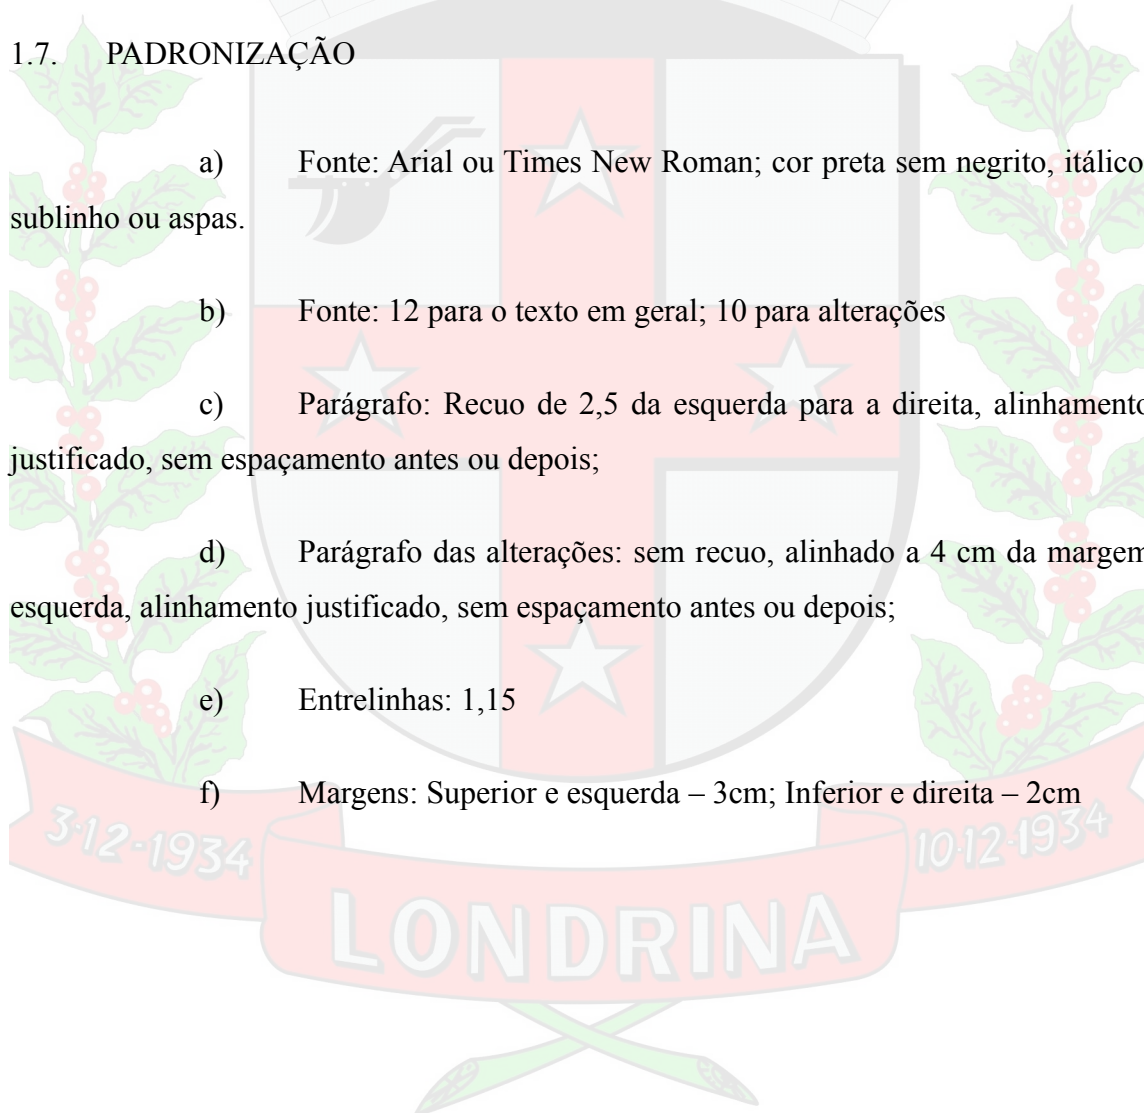 1.7. PADRONIZAÇÃO
a) Fonte: Arial ou Times New Roman; cor preta sem negrito, itálico
sublinho ou aspas.
b) Fonte: 12 para o texto em geral; 10 para alterações
c) Parágrafo: Recuo de 2,5 da esquerda para a direita, alinhamento
justificado, sem espaçamento antes ou depois;
d) Parágrafo das alterações: sem recuo, alinhado a 4 cm da margem
esquerda, alinhamento justificado, sem espaçamento antes ou depois;
e) Entrelinhas: 1,15
f) Margens: Superior e esquerda – 3cm; Inferior e direita – 2cm
3-12-1934
10-12-1934
LONDRINA